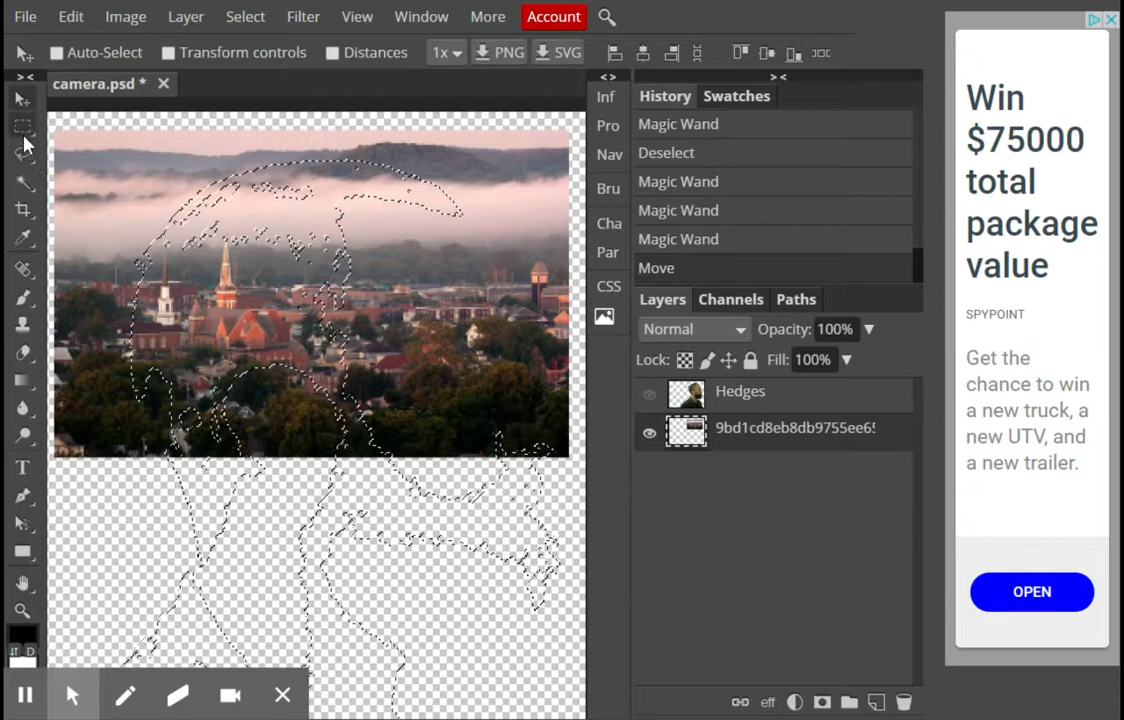 File Edit Image Layer Select Filter View Window More Account
Auto-Select Transform controls Distances 1x PNG SVG
camera.psd *
Inf
Pro
Nav
Bru
Cha
Par
CSS
History Swatches
Magic Wand
Deselect
Magic Wand
Magic Wand
Magic Wand
Move
Layers Channels Paths
Normal Opacity: 100%
Lock: Fill: 100%
Hedges
9bd1cd8eb8db9755ee65
T
D
Win
$75000
total
package
value
SPYPOINT
Get the
chance to win
a new truck, a
new UTV, and
a new trailer.
OPEN
eff